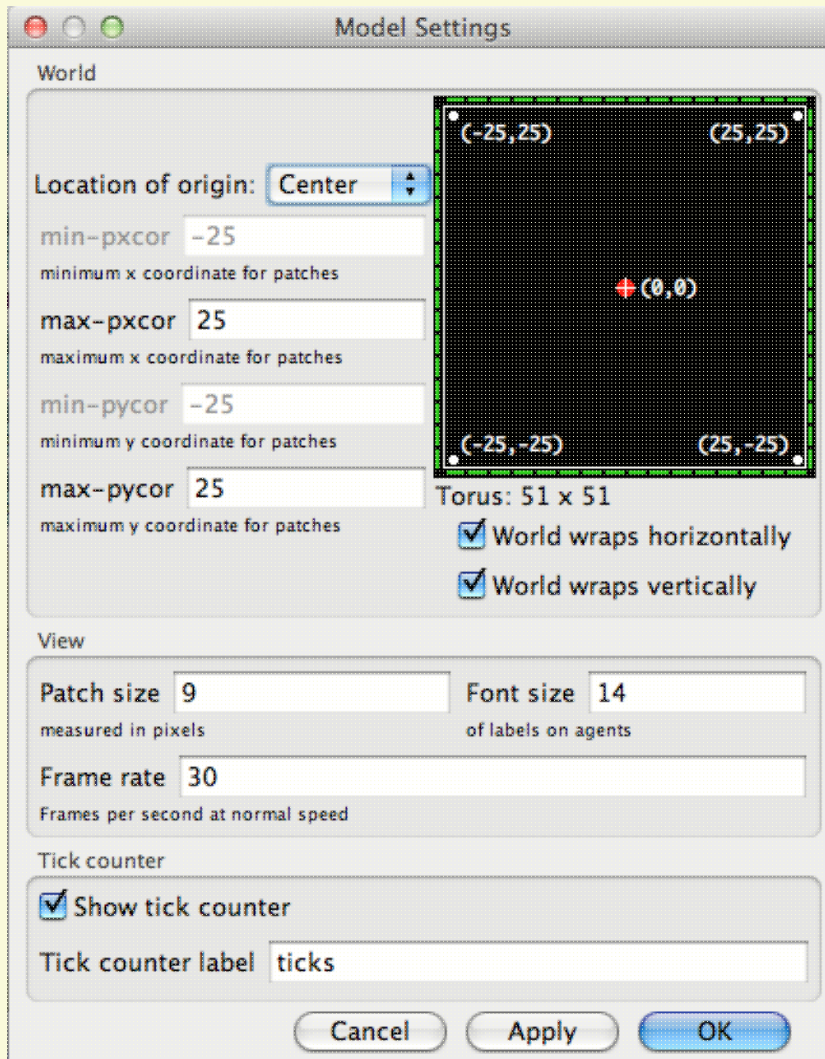 Model Settings
World
(-25,25) (25,25)
Location of origin: Center
min-pxcor -25
minimum x coordinate for patches
(0,0)
max-pxcor 25
maximum x coordinate for patches
min-pycor -25
minimum y coordinate for patches
(-25,-25) (25,-25)
max-pycor 25
maximum y coordinate for patches
Torus: 51 x 51
World wraps horizontally
World wraps vertically
View
Patch size 9
measured in pixels
Font size 14
of labels on agents
Frame rate 30
Frames per second at normal speed
Tick counter
Show tick counter
Tick counter label ticks
Cancel Apply OK